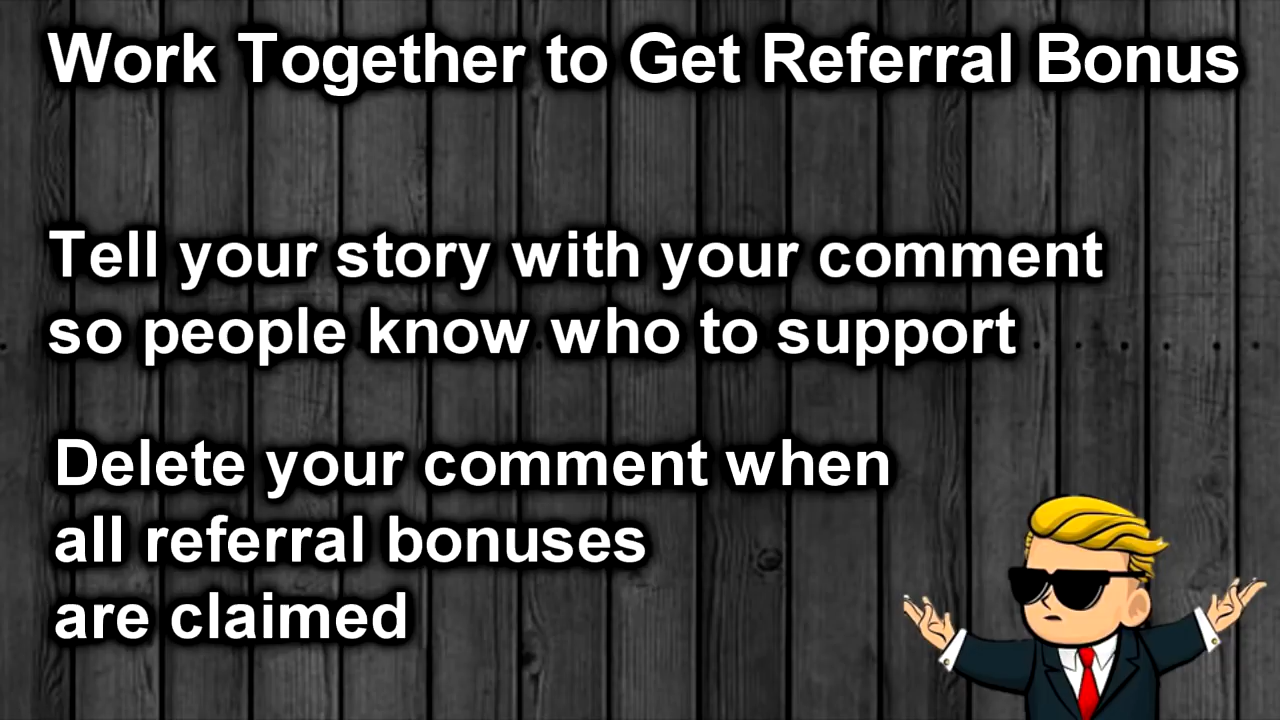 Work Together to Get Referral Bonus
Tell your story with your comment
so people know who to support
Delete your comment when
all referral bonuses
are claimed